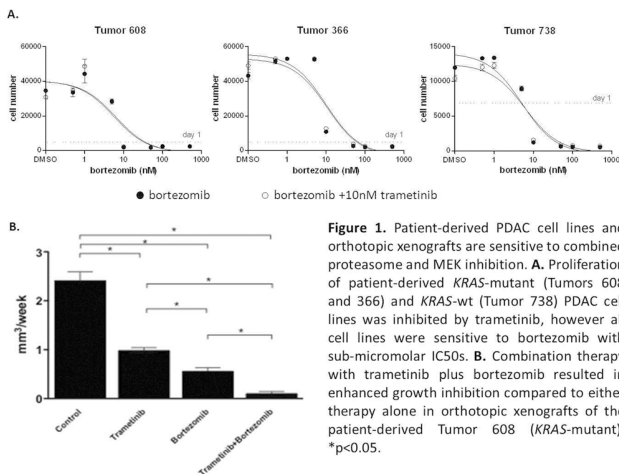 A.
Tumor 608
Tumor 366
Tumor 738
60000
40000
20000
0
cell number
day 1
DMSO 1 10 100 1000
bortezomib (nM)
60000
40000
20000
0
cell number
day 1
DMSO 1 10 100 1000
bortezomib (nM)
15000
10000
5000
0
cell number
day 1
DMSO 1 10 100 1000
bortezomib (nM)
bortezomib
bortezomib +10nM trametinib
B.
3
2
1
0
mm³/week
* * * * * *
Control
Trametinib
Bortezomib
Trametinib+Bortezomib
Figure 1. Patient-derived PDAC cell lines and
orthotopic xenografts are sensitive to combine
proteasome and MEK inhibition. A. Proliferation
of patient-derived KRAS-mutant (Tumors 608
and 366) and KRAS-wt (Tumor 738) PDAC cel
lines was inhibited by trametinib, however al
cell lines were sensitive to bortezomib with
sub-micromolar IC50s. B. Combination therapy
with trametinib plus bortezomib resulted in
enhanced growth inhibition compared to eithe
therapy alone in orthotopic xenografts of the
patient-derived Tumor 608 (KRAS-mutant)
*p<0.05.